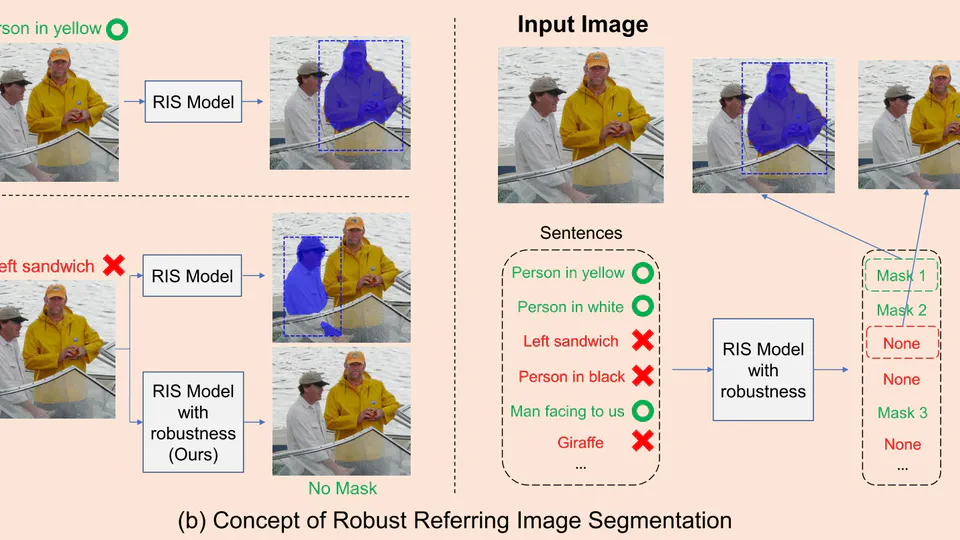 erson in yellow
RIS Model
eft sandwich
RIS Model
RIS Model
with
robustness
(Ours)
No Mask
Input Image
Sentences
Person in yellow
Person in white
Left sandwich
Person in black
Man facing to us
Giraffe
...
RIS Model
with
robustness
Mask 1
Mask 2
None
None
Mask 3
None
...
(b) Concept of Robust Referring Image Segmentation